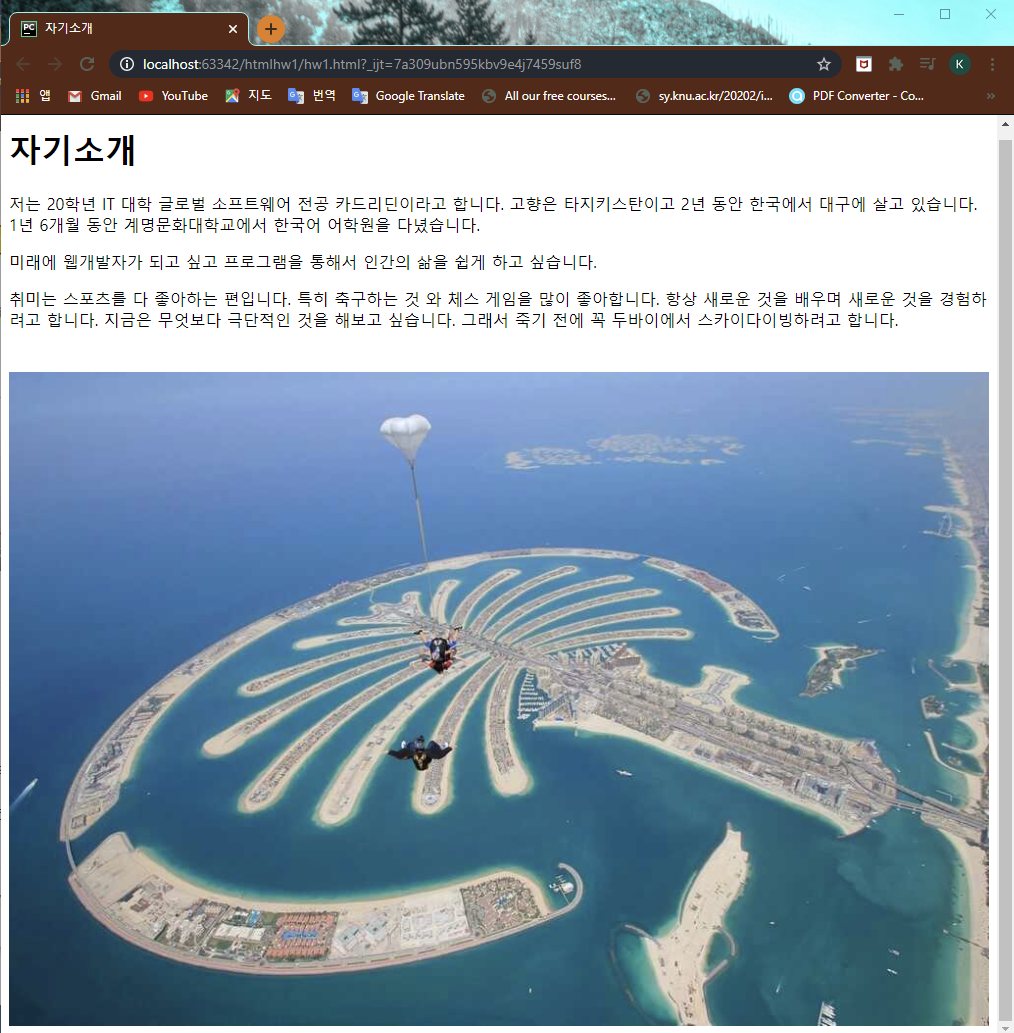 자기소개
localhost:63342/htmlhw1/hw1.html?_ijt=7a309ubn595kbv9e4j7459suf8
K
앱 Gmail YouTube 지도 번역 Google Translate All our free courses... sy.knu.ac.kr/20202/i... PDF Converter - Co...
자기소개
저는 20학년 IT 대학 글로벌 소프트웨어 전공 카드리딘이라고 합니다. 고향은 타지키스탄이고 2년 동안 한국에서 대구에 살고 있습니다.
1년 6개월 동안 계명문화대학교에서 한국어 어학원을 다녔습니다.
미래에 웹개발자가 되고 싶고 프로그램을 통해서 인간의 삶을 쉽게 하고 싶습니다.
취미는 스포츠를 다 좋아하는 편입니다. 특히 축구하는 것 와 체스 게임을 많이 좋아합니다. 항상 새로운 것을 배우며 새로운 것을 경험하
려고 합니다. 지금은 무엇보다 극단적인 것을 해보고 싶습니다. 그래서 죽기 전에 꼭 두바이에서 스카이다이빙하려고 합니다.